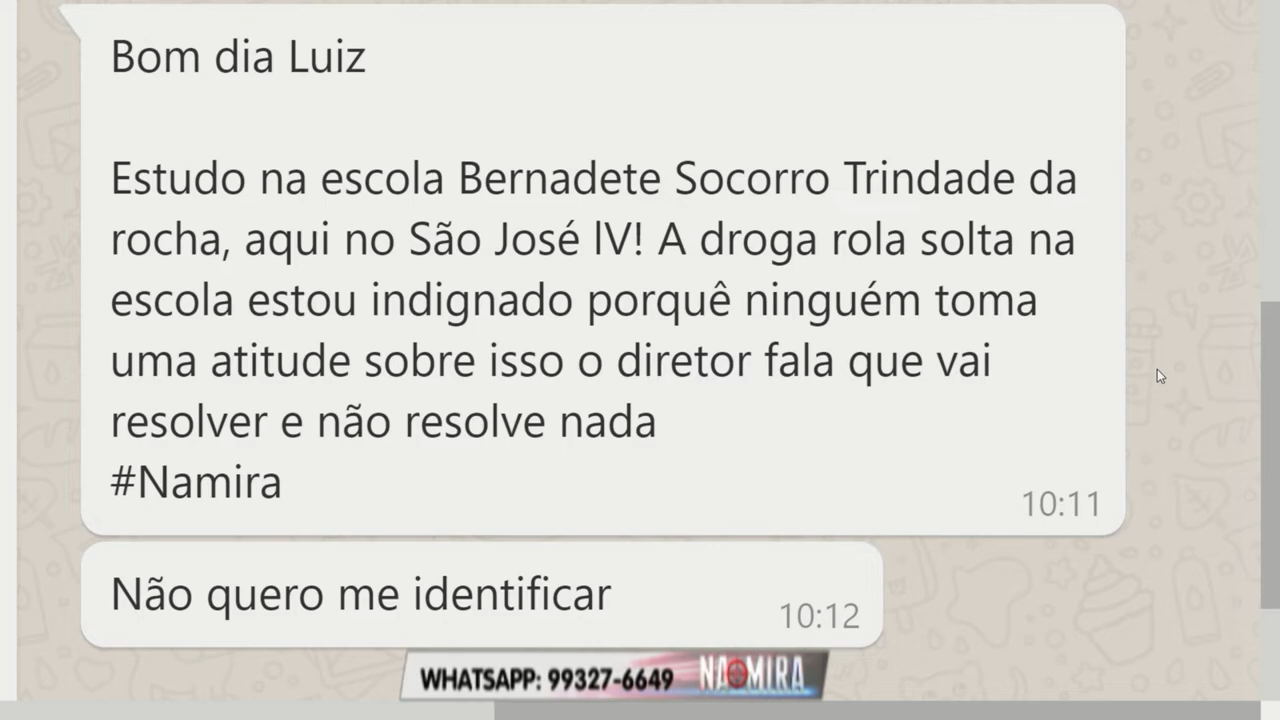 Bom dia Luiz
Estudo na escola Bernadete Socorro Trindade da
rocha, aqui no São José lV! A droga rola solta na
escola estou indignado porquê ninguém toma
uma atitude sobre isso o diretor fala que vai
resolver e não resolve nada
#Namira
10:11
Não quero me identificar
10:12
WHATSAPP: 99327-6649 NA MIRA